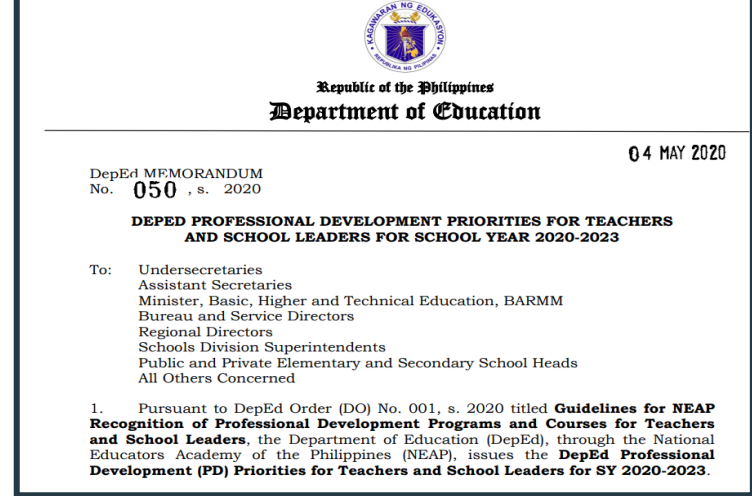 KAGAWARAN NG EDUKASYON
REPUBLIKA NG PILIPINAS
Republic of the Philippines
Department of Education
04 MAY 2020
DepEd MEMORANDUM
No. 050 , s. 2020
DEPED PROFESSIONAL DEVELOPMENT PRIORITIES FOR TEACHERS
AND SCHOOL LEADERS FOR SCHOOL YEAR 2020-2023
To: Undersecretaries
Assistant Secretaries
Minister, Basic, Higher and Technical Education, BARMM
Bureau and Service Directors
Regional Directors
Schools Division Superintendents
Public and Private Elementary and Secondary School Heads
All Others Concerned
1. Pursuant to DepEd Order (DO) No. 001, s. 2020 titled Guidelines for NEAP
Recognition of Professional Development Programs and Courses for Teachers
and School Leaders, the Department of Education (DepEd), through the National
Educators Academy of the Philippines (NEAP), issues the DepEd Professional
Development (PD) Priorities for Teachers and School Leaders for SY 2020-2023.